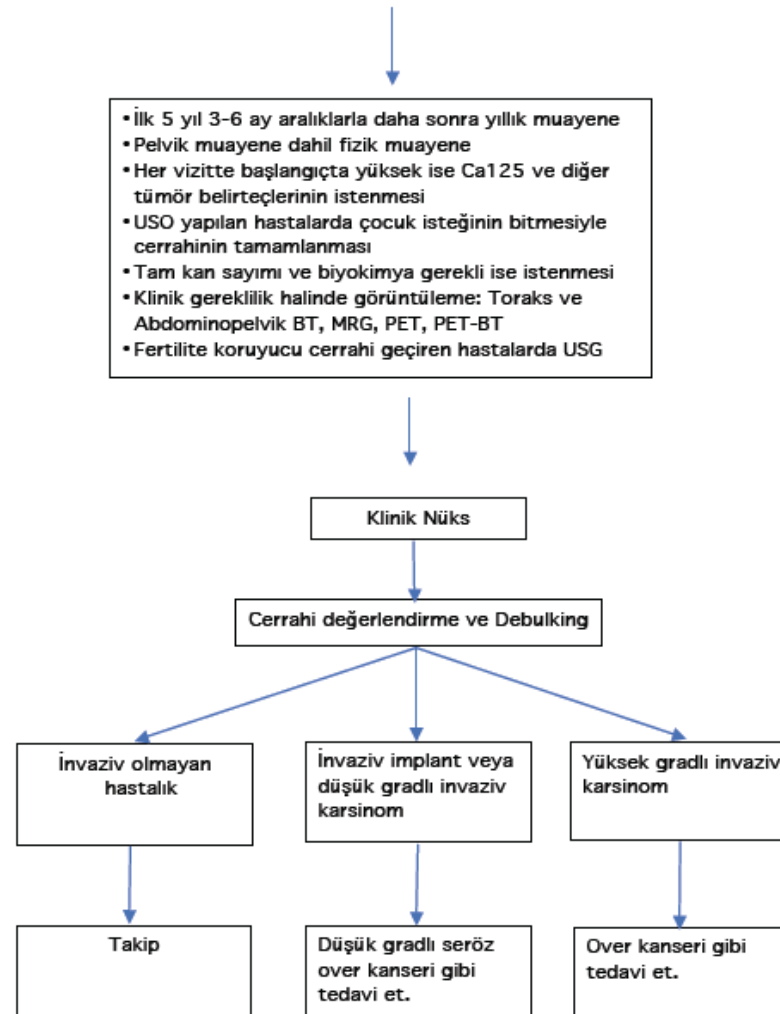 • İlk 5 yıl 3-6 ay aralıklarla daha sonra yıllık muayene
• Pelvik muayene dahil fizik muayene
• Her vizitte başlangıçta yüksek ise Ca125 ve diğer
tümör belirteçlerinin istenmesi
• USO yapılan hastalarda çocuk isteğinin bitmesiyle
cerrahinin tamamlanması
• Tam kan sayımı ve biyokimya gerekli ise istenmesi
• Klinik gereklilik halinde görüntüleme: Toraks ve
Abdominopelvik BT, MRG, PET, PET-BT
• Fertilite koruyucu cerrahi geçiren hastalarda USG
Klinik Nüks
Cerrahi değerlendirme ve Debulking
İnvaziv olmayan
hastalık
İnvaziv implant veya
düşük gradlı invaziv
karsinom
Yüksek gradlı invaziv
karsinom
Takip
Düşük gradlı seröz
over kanseri gibi
tedavi et.
Over kanseri gibi
tedavi et.